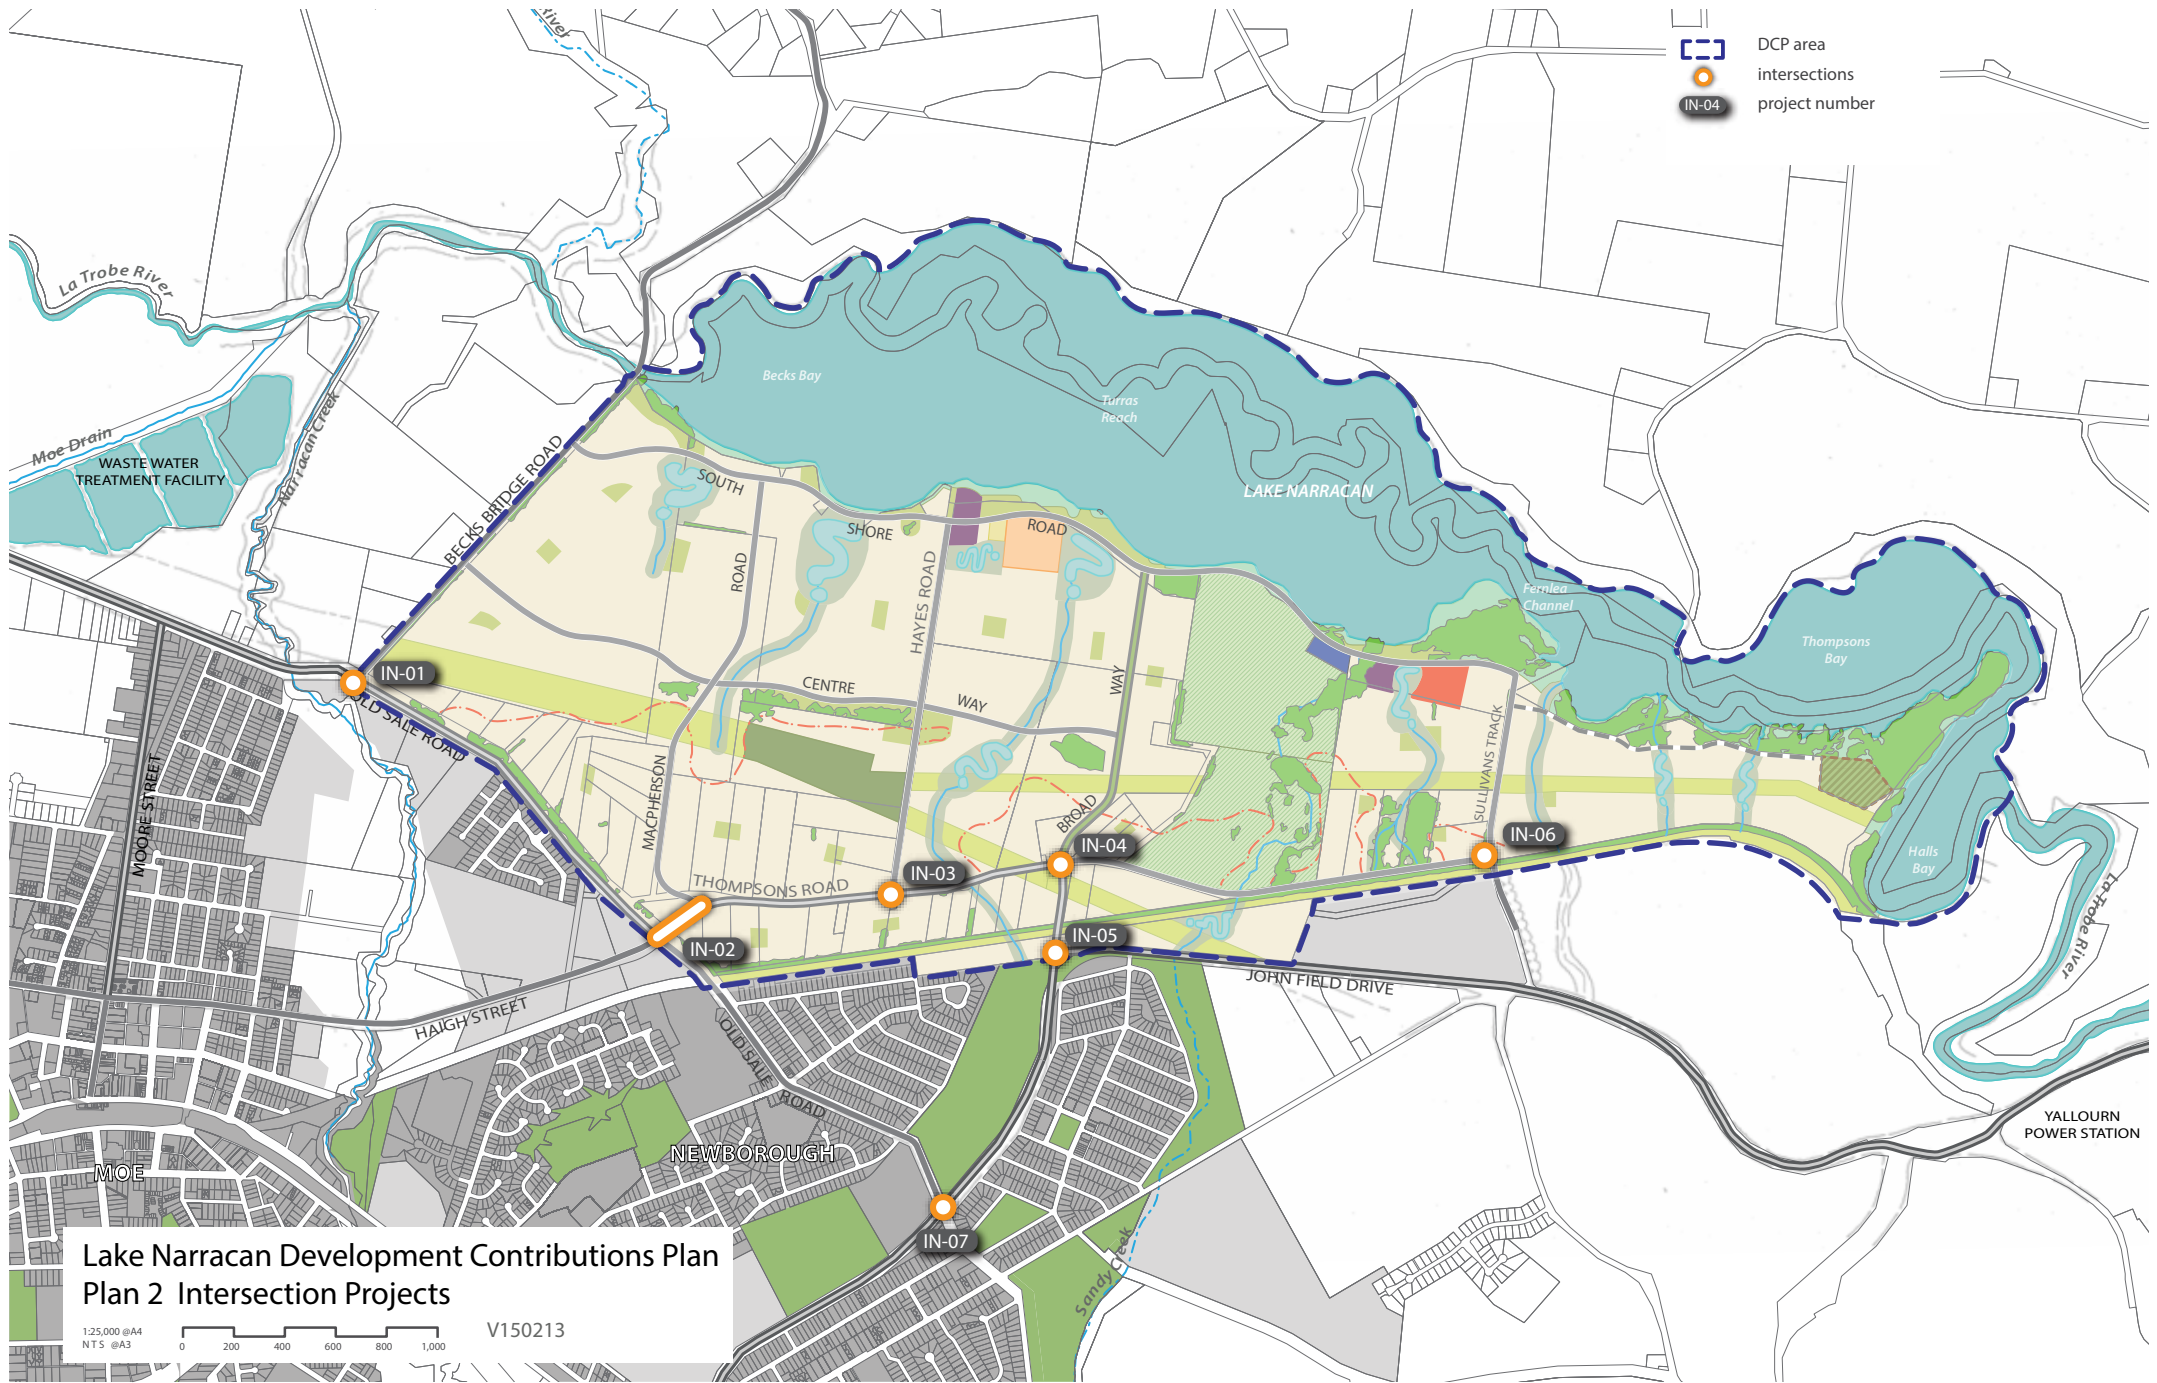 River
DCP area
intersections
IN-04
project number
La Trobe River
Becks Bay
Turras
Reach
Narracan Creek
Moe Drain
WASTE WATER
TREATMENT FACILITY
BECKS BRIDGE ROAD
SOUTH
SHORE
ROAD
LAKE NARRACAN
ROAD
HAYES ROAD
Fernlea
Channel
Thompsons
Bay
IN-01
OLD SALE ROAD
CENTRE
WAY
WAY
MOORE STREET
MACPHERSON
BROAD
SULLIVANS TRACK
IN-06
IN-04
IN-03
THOMPSONS ROAD
Halls
Bay
La Trobe River
IN-02
IN-05
JOHN FIELD DRIVE
HAIGH STREET
OLD SALE
ROAD
YALLOURN
POWER STATION
NEWBOROUGH
MOE
IN-07
Sandy Creek
Lake Narracan Development Contributions Plan
Plan 2 Intersection Projects
1:25,000 @A4
NTS @A3
0 200 400 600 800 1,000
V150213